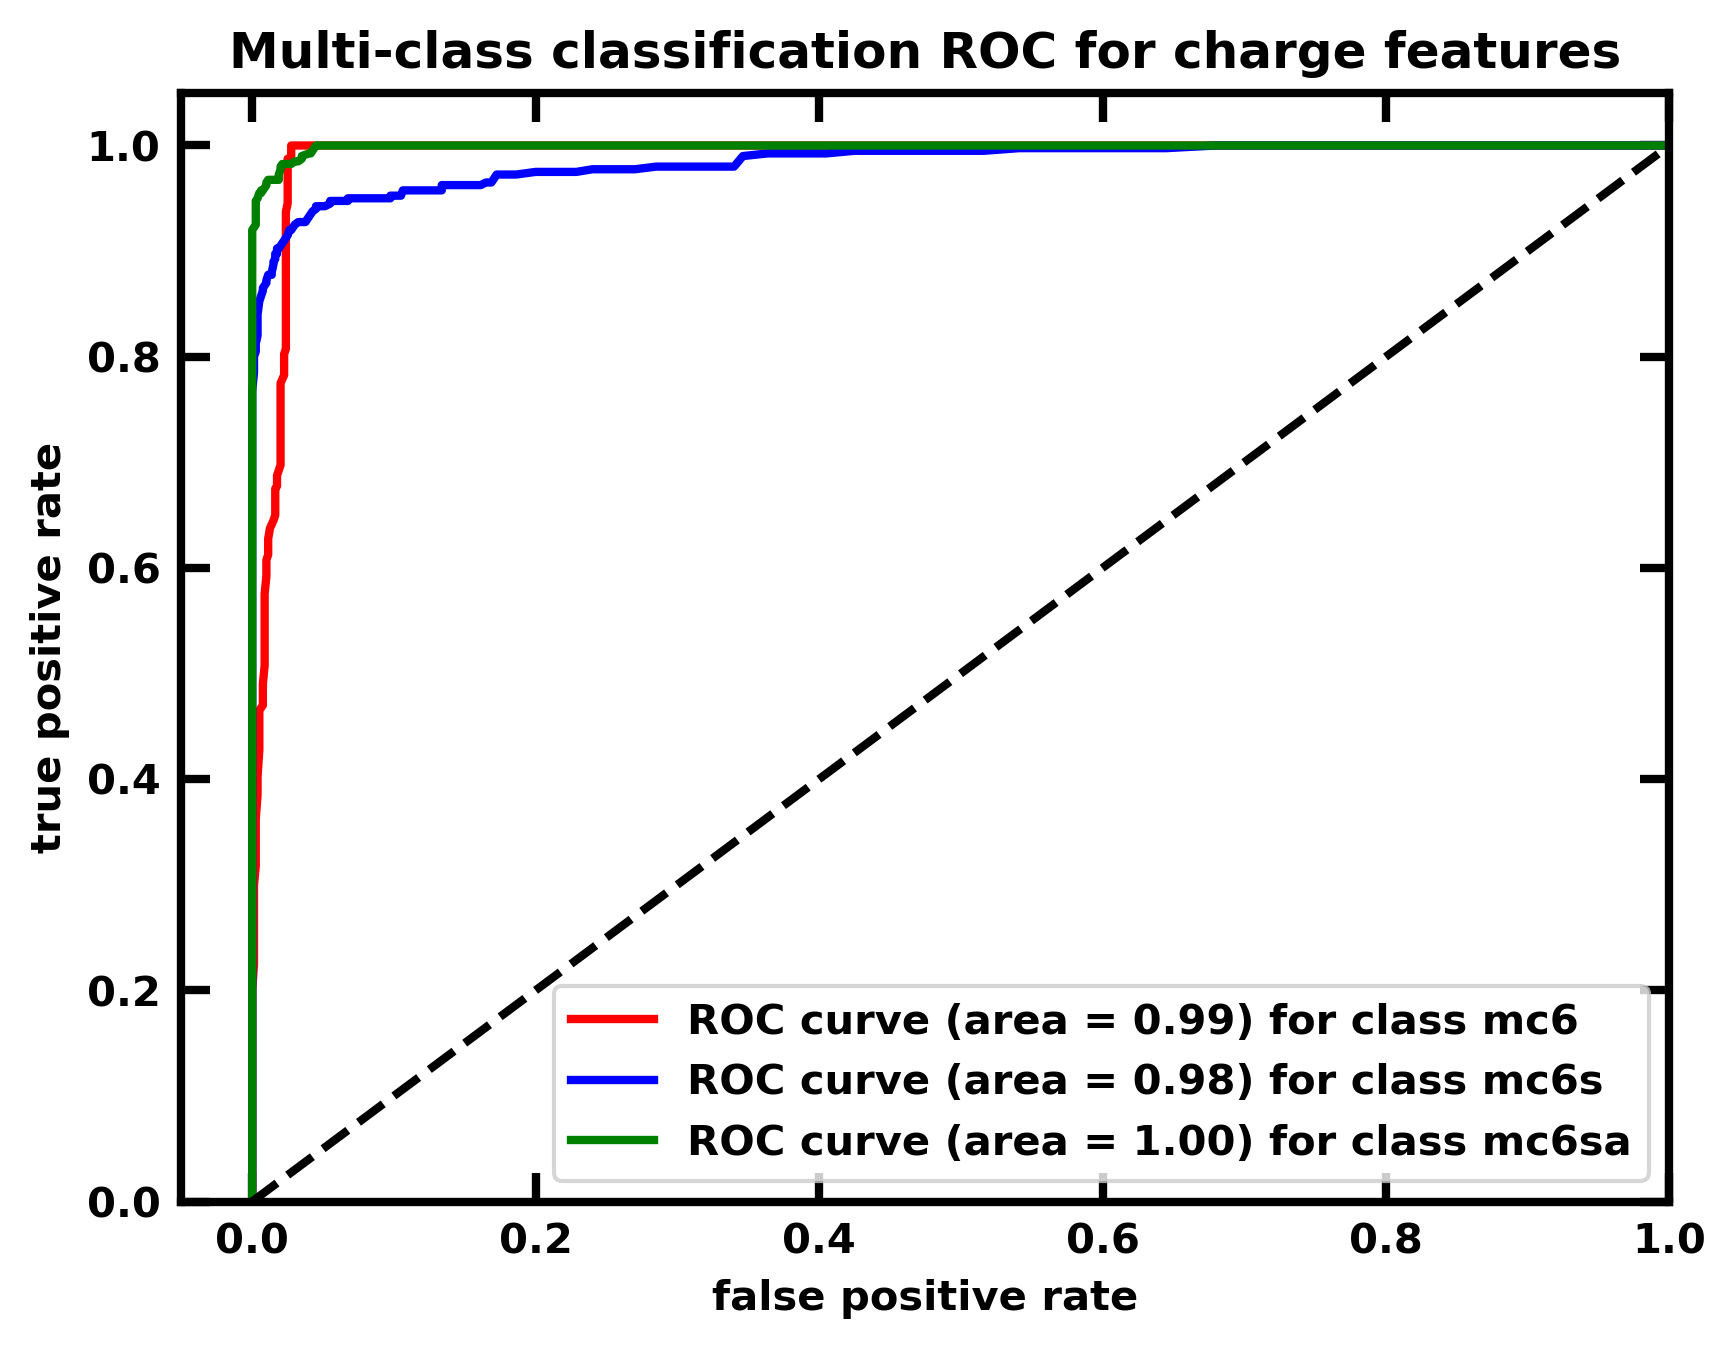 Multi-class classification ROC for charge features
1.0
0.8
0.6
0.4
0.2
0.0
true positive rate
ROC curve (area = 0.99) for class mc6
ROC curve (area = 0.98) for class mc6s
ROC curve (area = 1.00) for class mc6sa
0.0 0.2 0.4 0.6 0.8 1.0
false positive rate